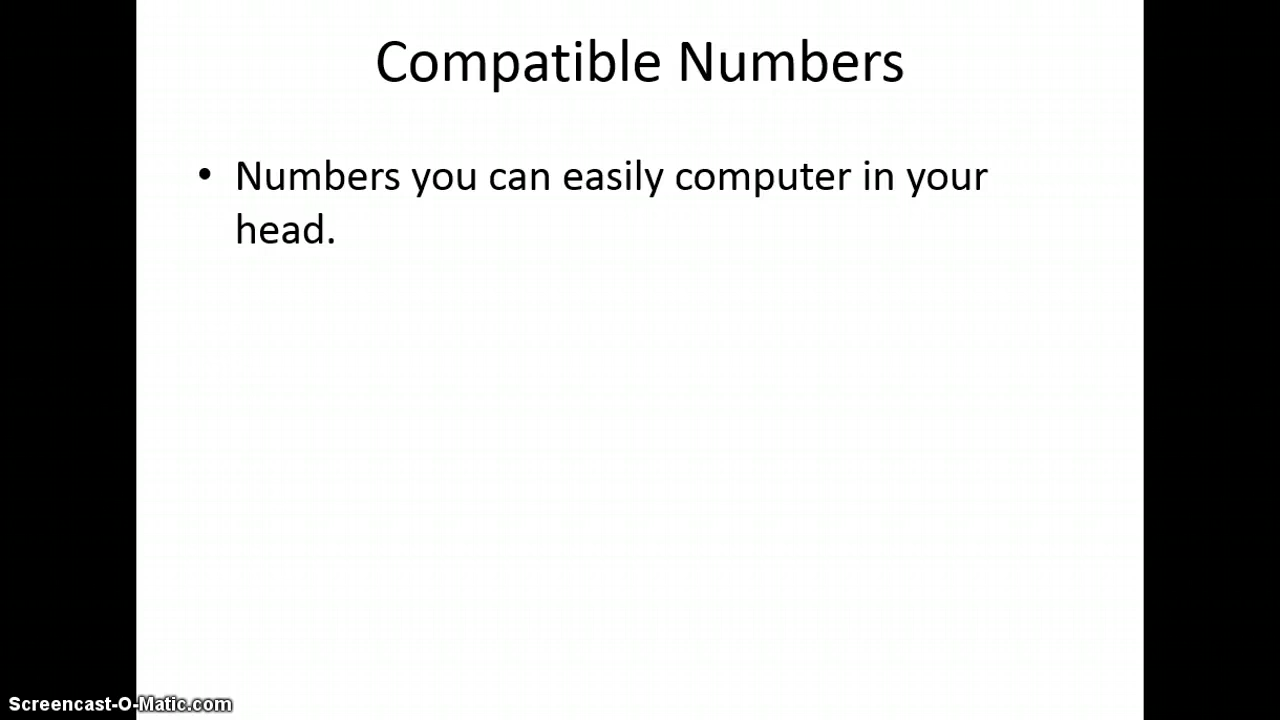 Compatible Numbers
• Numbers you can easily computer in your
head.
Screencast-O-Matic.com